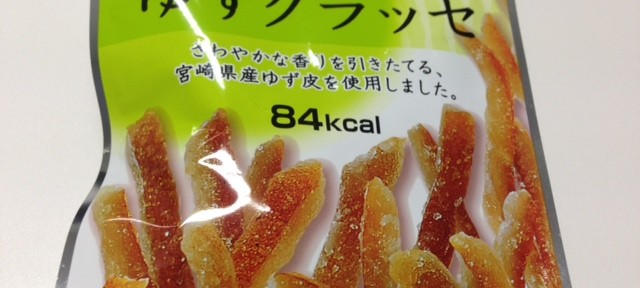 ゆずグラッセ
さわやかな香りを引きたてる、
宮崎県産ゆず皮を使用しました。
84kcal